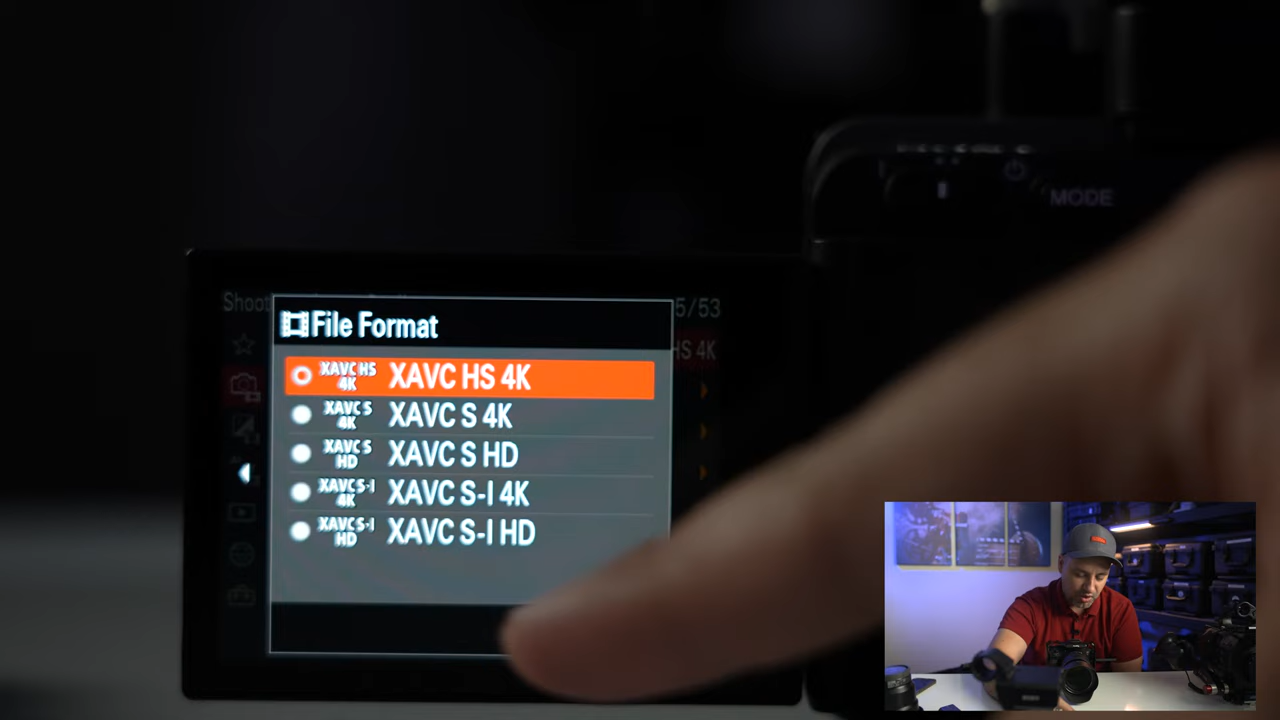 MODE
Shoot
5/53
File Format
HS 4K
XAVC HS 4K XAVC HS 4K
XAVC S 4K XAVC S 4K
XAVC S HD XAVC S HD
XAVC S-I 4K XAVC S-I 4K
XAVC S-I HD XAVC S-I HD